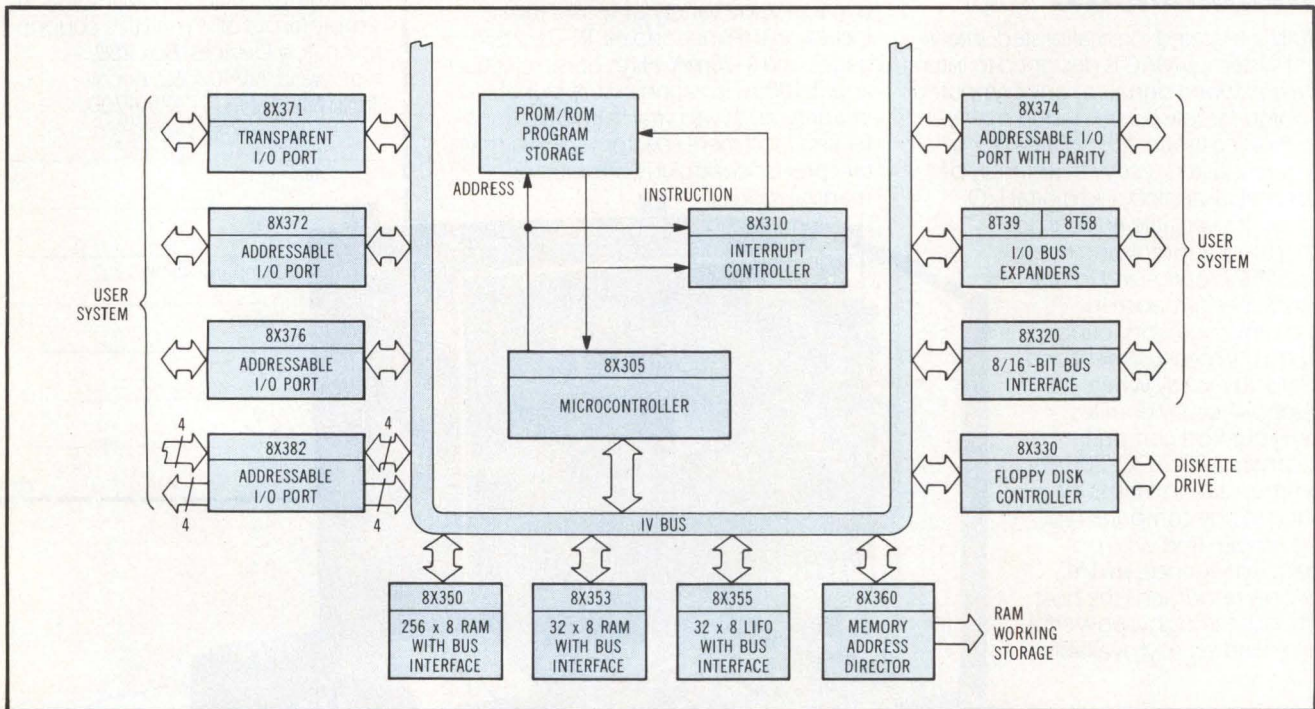 8X371
TRANSPARENT
I/O PORT
8X372
ADDRESSABLE
I/O PORT
8X376
ADDRESSABLE
I/O PORT
4
4
8X382
ADDRESSABLE
I/O PORT
4
4
USER
SYSTEM
PROM/ROM
PROGRAM
STORAGE
ADDRESS
INSTRUCTION
8X310
INTERRUPT
CONTROLLER
8X305
MICROCONTROLLER
IV BUS
8X374
ADDRESSABLE I/O
PORT WITH PARITY
8T39 8T58
I/O BUS
EXPANDERS
8X320
8/16 -BIT BUS
INTERFACE
USER
SYSTEM
8X330
FLOPPY DISK
CONTROLLER
DISKETTE
DRIVE
8X350
256 x 8 RAM
WITH BUS
INTERFACE
8X353
32 x 8 RAM
WITH BUS
INTERFACE
8X355
32 x 8 LIFO
WITH BUS
INTERFACE
8X360
MEMORY
ADDRESS
DIRECTOR
RAM
WORKING
STORAGE